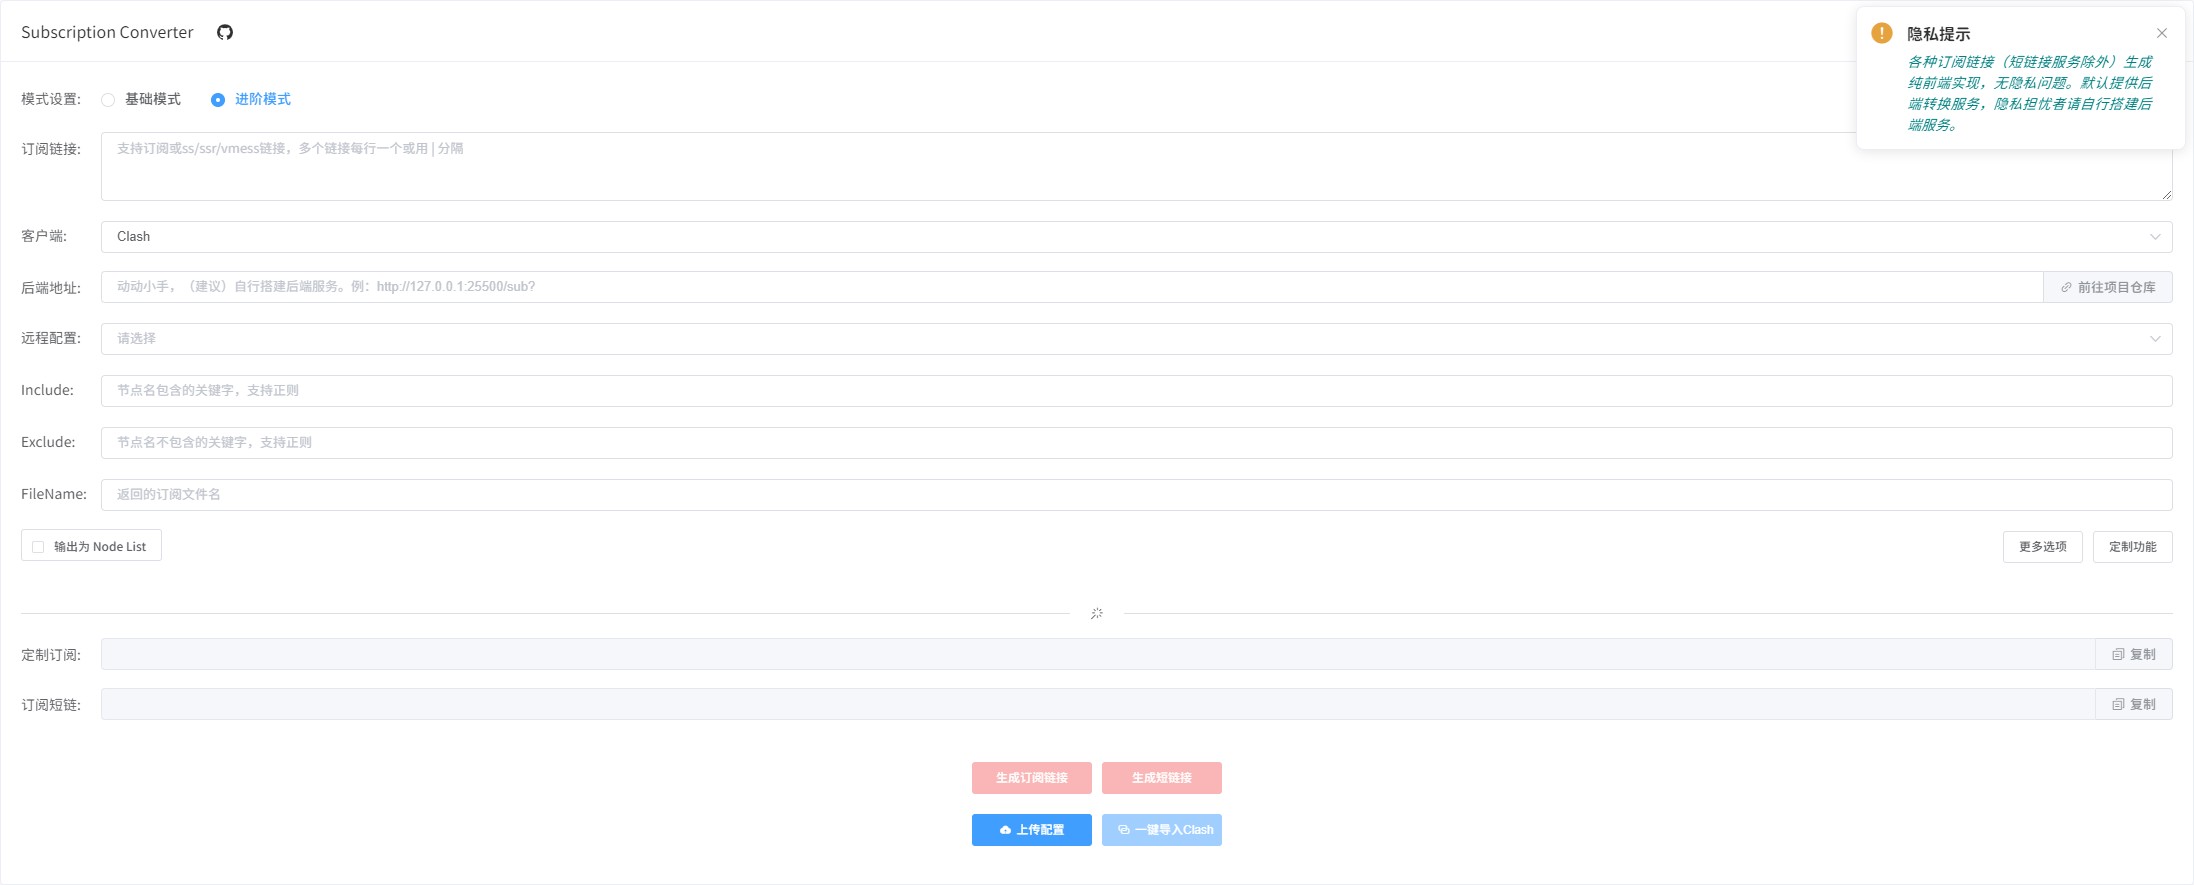 Subscription Converter
隐私提示
各种订阅链接（短链接服务除外）生成
纯前端实现，无隐私问题。默认提供后
端转换服务，隐私担忧者请自行搭建后
端服务。
模式设置: 基础模式 进阶模式
订阅链接: 支持订阅或ss/ssr/vmess链接，多个链接每行一个或用 | 分隔
客户端: Clash
后端地址: 动动小手，（建议）自行搭建后端服务。例：http://127.0.0.1:25500/sub? 前往项目仓库
远程配置: 请选择
Include: 节点名包含的关键字，支持正则
Exclude: 节点名不包含的关键字，支持正则
FileName: 返回的订阅文件名
输出为 Node List 更多选项 定制功能
定制订阅: 复制
订阅短链: 复制
生成订阅链接 生成短链接
上传配置 一键导入Clash